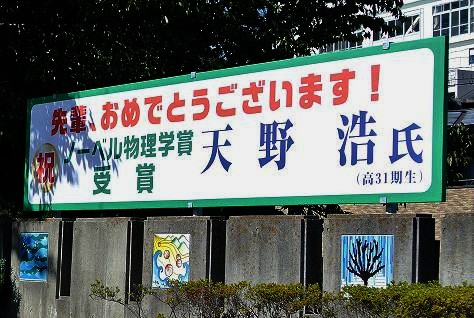 先輩、おめでとうございます！
祝
ノーベル物理学賞
受賞
天野 浩氏
(高31期生)